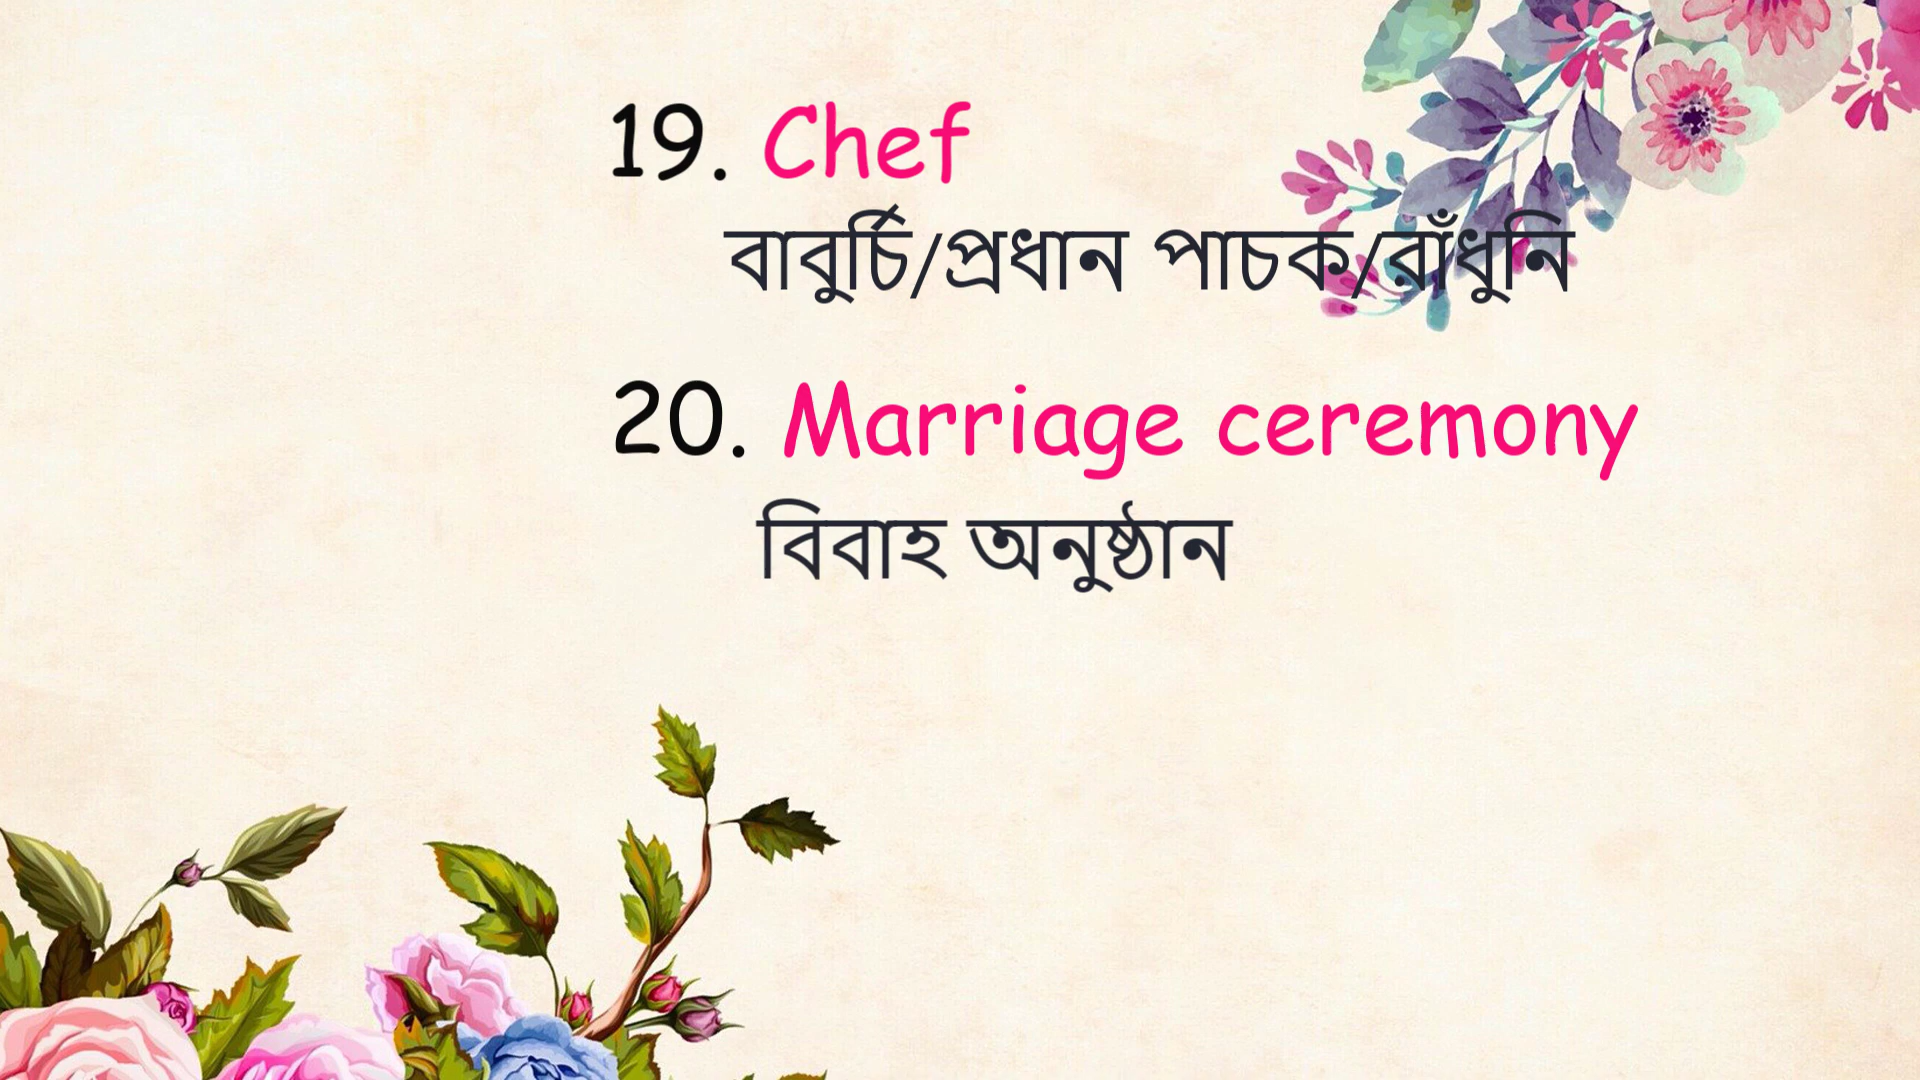 19. Chef
বাবুর্চি/প্রধান পাচক/রাঁধুনি
20. Marriage ceremony
বিবাহ অনুষ্ঠান